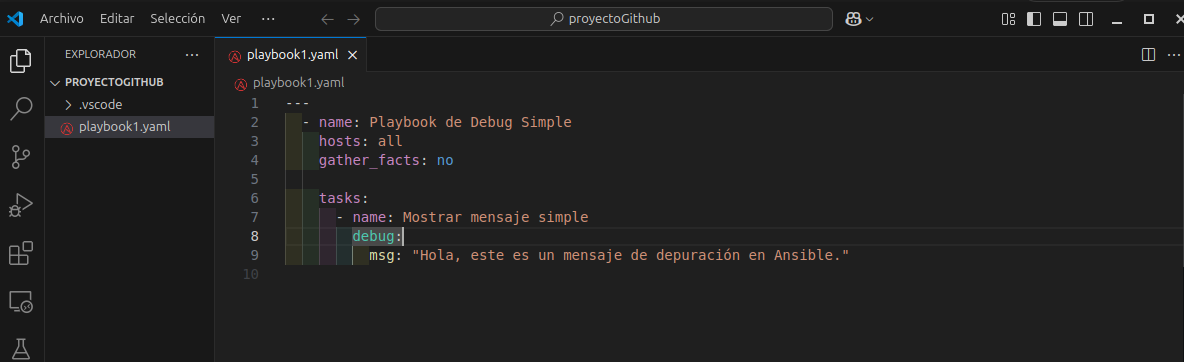 Archivo Editar Selección Ver ··· proyectoGithub
EXPLORADOR ··· playbook1.yaml ···
PROYECTOGITHUB playbook1.yaml
.vscode
playbook1.yaml
1 ---
2 - name: Playbook de Debug Simple
3 hosts: all
4 gather_facts: no
5
6 tasks:
7 - name: Mostrar mensaje simple
8 debug:
9 msg: "Hola, este es un mensaje de depuración en Ansible."
10